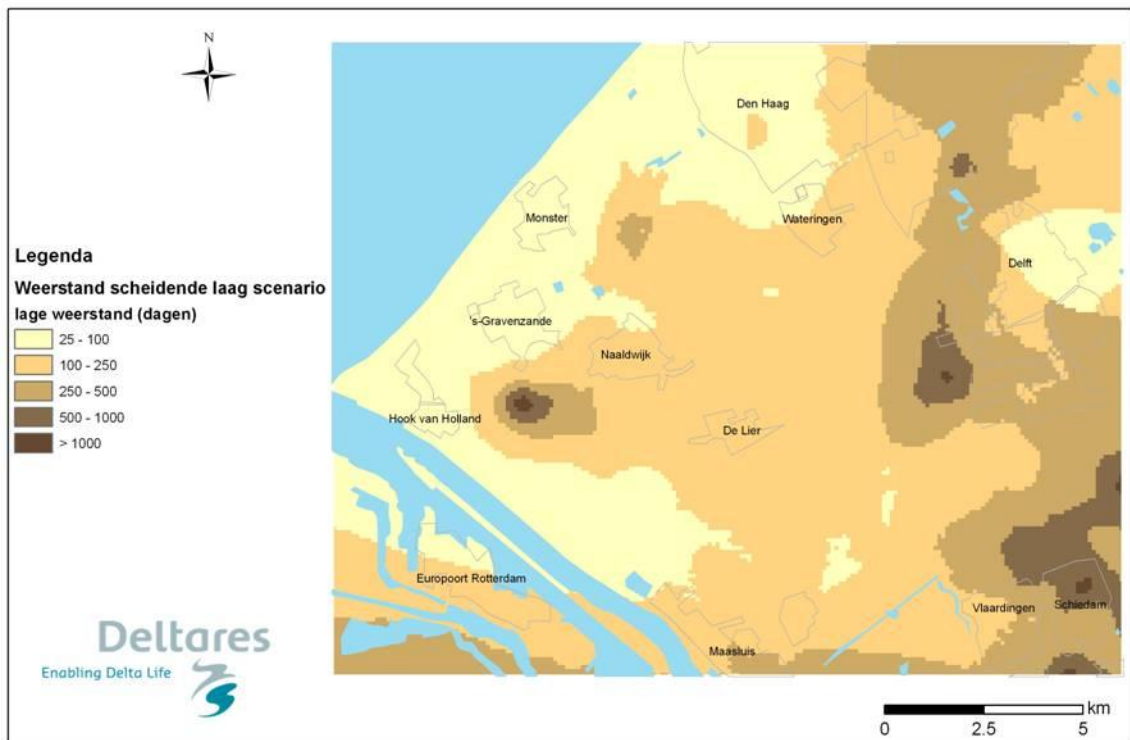 N
Den Haag
Monster
Wateringen
Delft
Legenda
Weerstand scheidende laag scenario
lage weerstand (dagen)
25 - 100
100 - 250
250 - 500
500 - 1000
> 1000
's-Gravenzande
Naaldwijk
Hook van Holland
De Lier
Europoort Rotterdam
Vlaardingen
Schiedam
Maasluis
Deltares
Enabling Delta Life
km
0 2.5 5